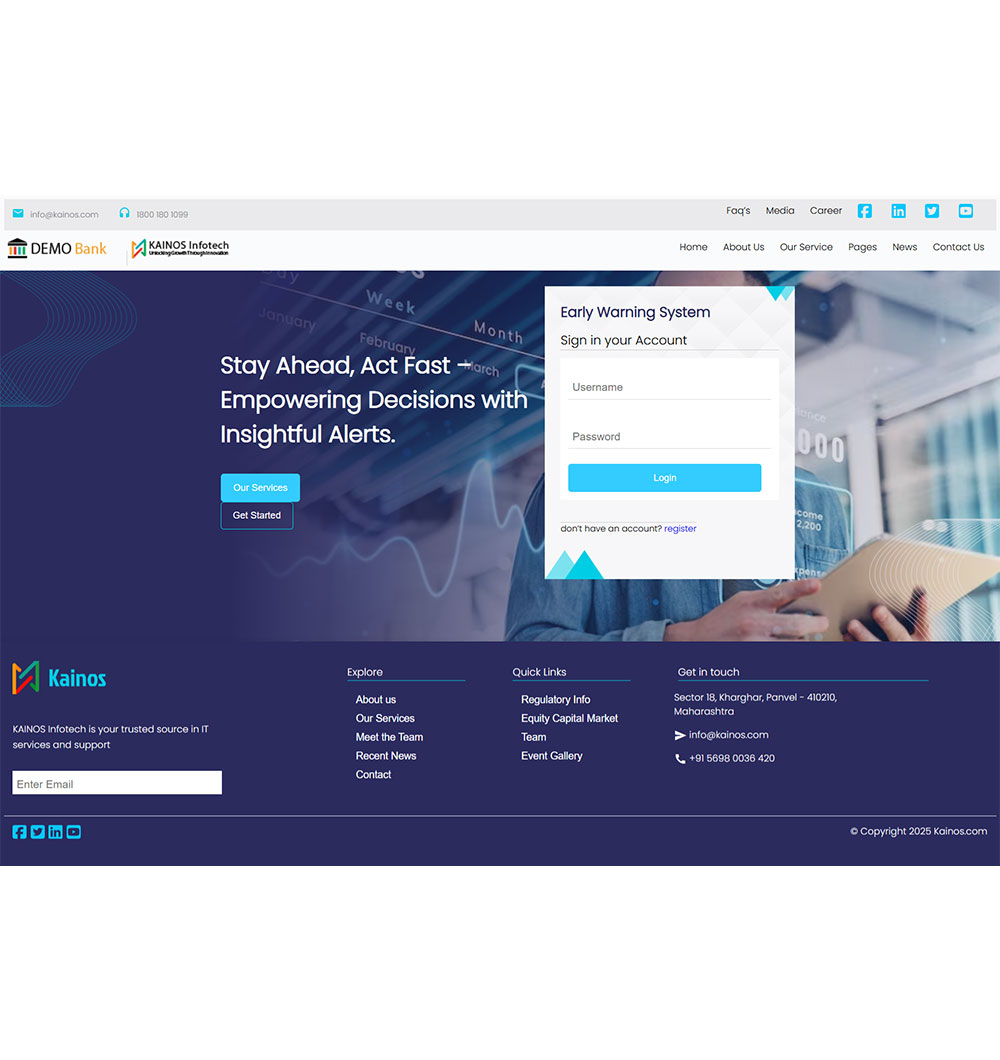 info@kainos.com 1800 180 1099 Faq's Media Career
DEMO Bank KAINOS Infotech
Unlocking Growth Through Innovation
Home About Us Our Service Pages News Contact Us
Day
Week
Month
January
February
March
Stay Ahead, Act Fast –
Empowering Decisions with
Insightful Alerts.
Our Services
Get Started
Early Warning System
Sign in your Account
Username
Password
Login
don't have an account? register
2,200
Kainos
KAINOS Infotech is your trusted source in IT
services and support
Enter Email
Explore
About us
Our Services
Meet the Team
Recent News
Contact
Quick Links
Regulatory Info
Equity Capital Market
Team
Event Gallery
Get in touch
Sector 18, Kharghar, Panvel - 410210,
Maharashtra
info@kainos.com
+91 5698 0036 420
© Copyright 2025 Kainos.com